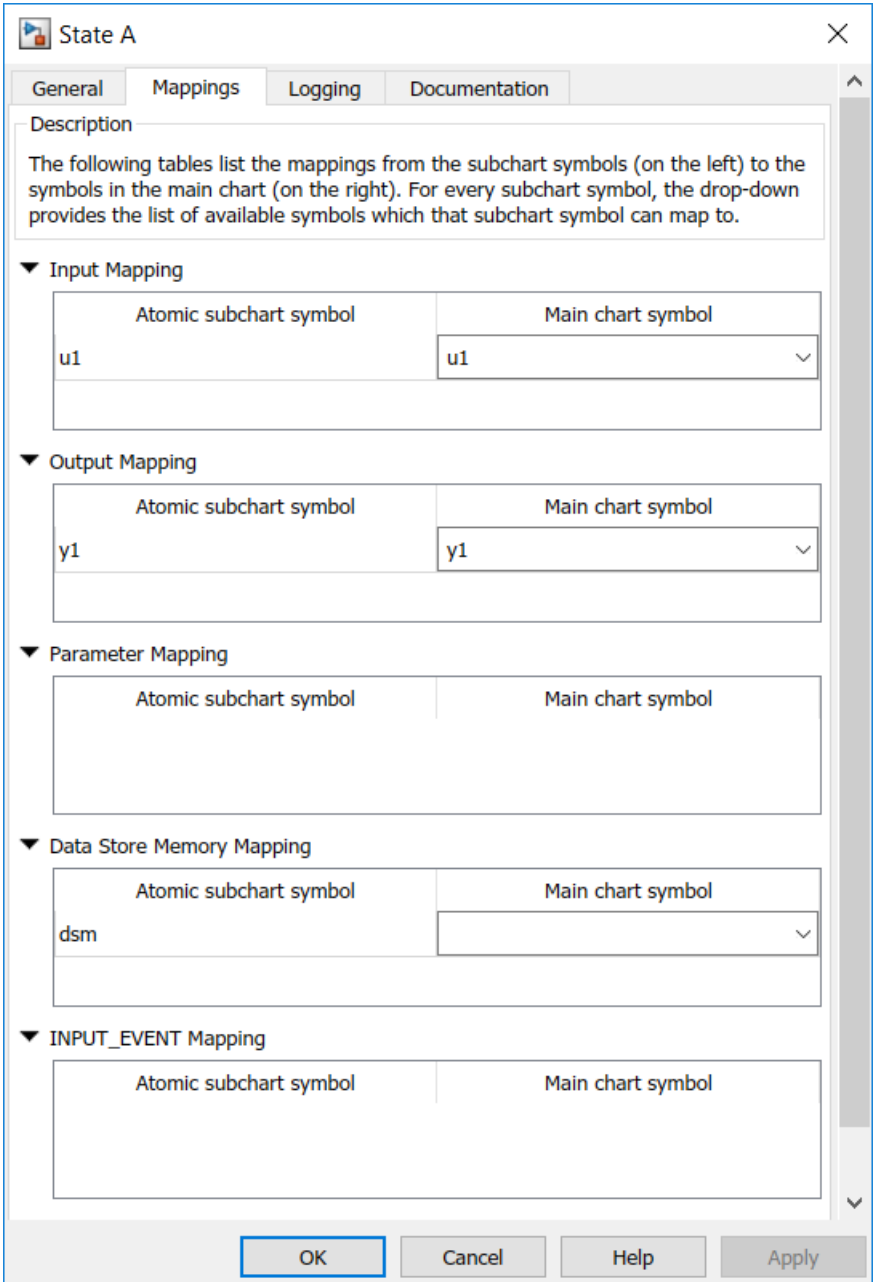 State A
General Mappings Logging Documentation
Description
The following tables list the mappings from the subchart symbols (on the left) to the
symbols in the main chart (on the right). For every subchart symbol, the drop-down
provides the list of available symbols which that subchart symbol can map to.
Input Mapping
Atomic subchart symbol Main chart symbol
u1 u1
Output Mapping
Atomic subchart symbol Main chart symbol
y1 y1
Parameter Mapping
Atomic subchart symbol Main chart symbol
Data Store Memory Mapping
Atomic subchart symbol Main chart symbol
dsm
INPUT_EVENT Mapping
Atomic subchart symbol Main chart symbol
OK Cancel Help Apply